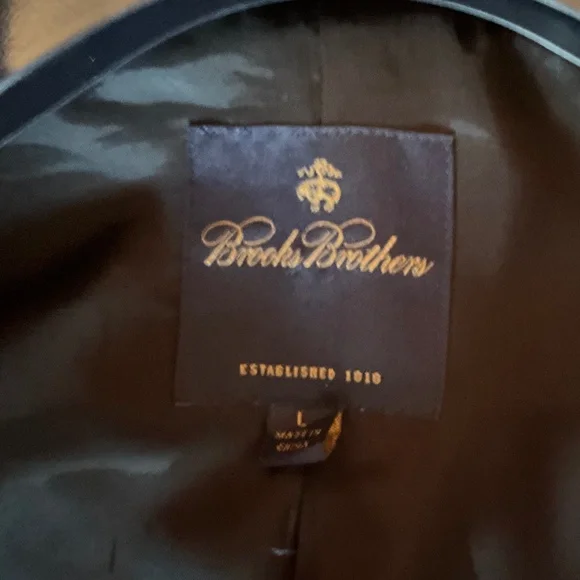 Brooks Brothers
ESTABLISHED 1818
L
MADE IN
CHINA